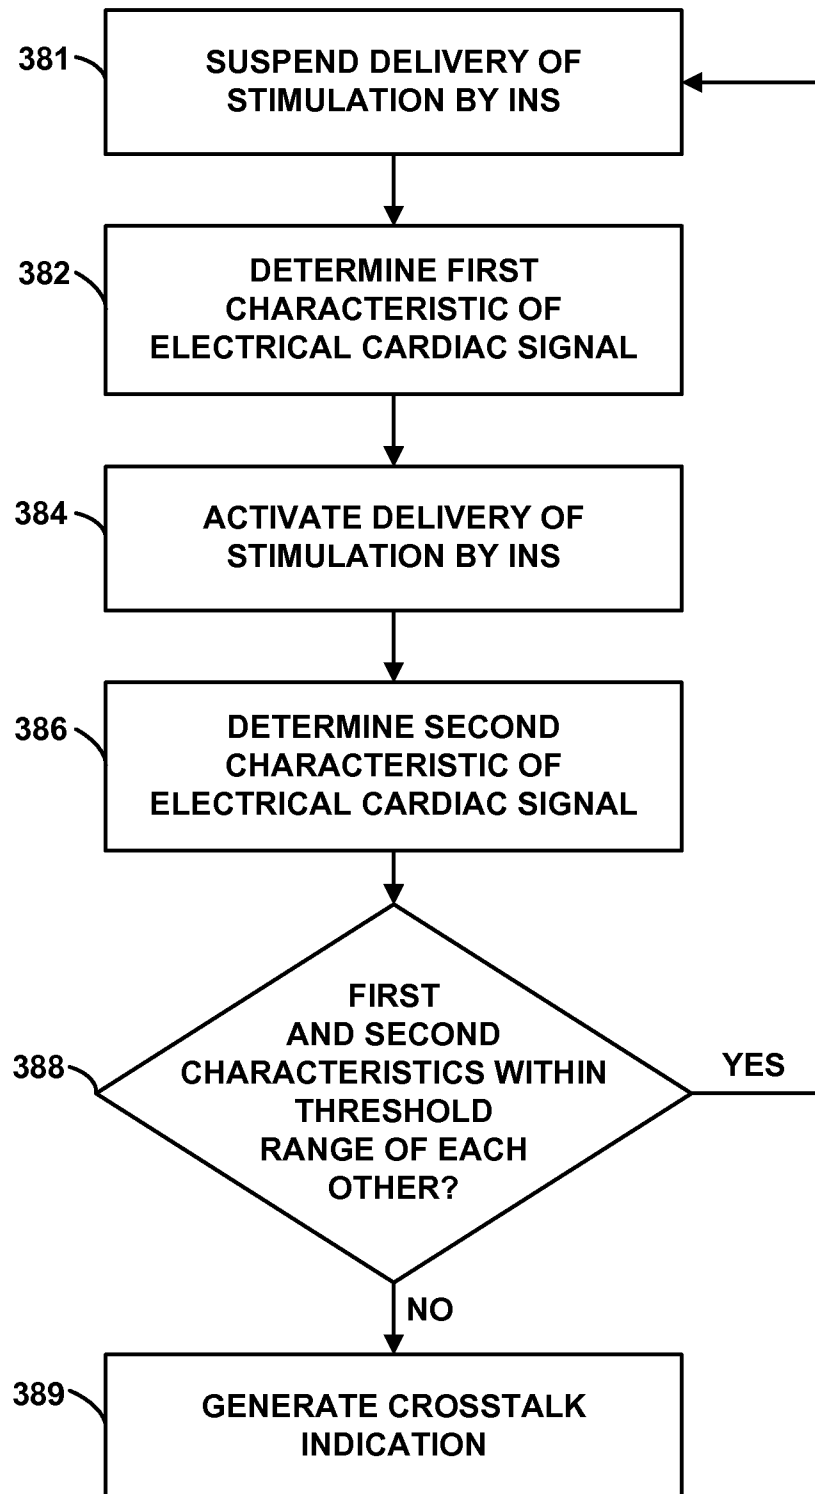 381
SUSPEND DELIVERY OF
STIMULATION BY INS
382
DETERMINE FIRST
CHARACTERISTIC OF
ELECTRICAL CARDIAC SIGNAL
384
ACTIVATE DELIVERY OF
STIMULATION BY INS
386
DETERMINE SECOND
CHARACTERISTIC OF
ELECTRICAL CARDIAC SIGNAL
388
FIRST
AND SECOND
CHARACTERISTICS WITHIN
THRESHOLD
RANGE OF EACH
OTHER?
YES
NO
389
GENERATE CROSSTALK
INDICATION